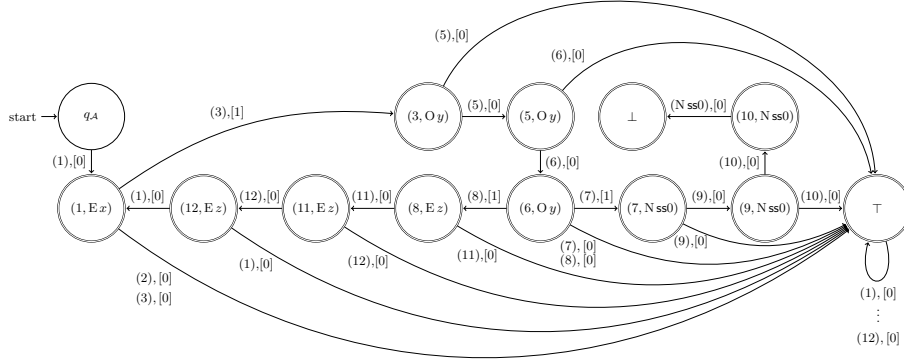 (5),[0]
(6),[0]
(3),[1]
start
q_A
(3, O y)
(5),[0]
(5, O y)
⊥
(N ss0),[0]
(10, N ss0)
(1),[0]
(6),[0]
(10),[0]
(1, E x)
(1),[0]
(12, E z)
(12),[0]
(11, E z)
(11),[0]
(8, E z)
(8),[1]
(6, O y)
(7),[1]
(7, N ss0)
(9),[0]
(9, N ss0)
(10),[0]
⊤
(9),[0]
(7),[0]
(8),[0]
(11),[0]
(12),[0]
(1),[0]
(2),[0]
(3),[0]
(1),[0]
⋮
(12),[0]